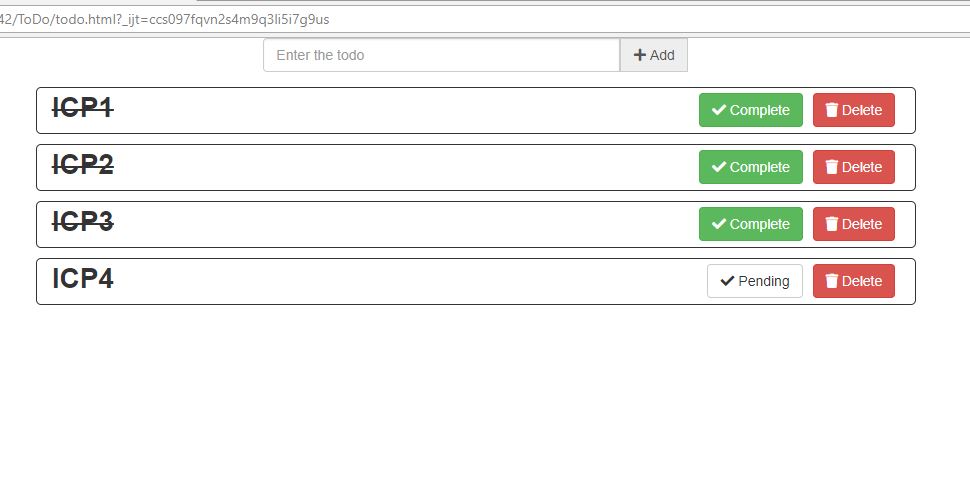 42/ToDo/todo.html?_ijt=ccs097fqvn2s4m9q3li5i7g9us
Enter the todo Add
ICP1 Complete Delete
ICP2 Complete Delete
ICP3 Complete Delete
ICP4 Pending Delete